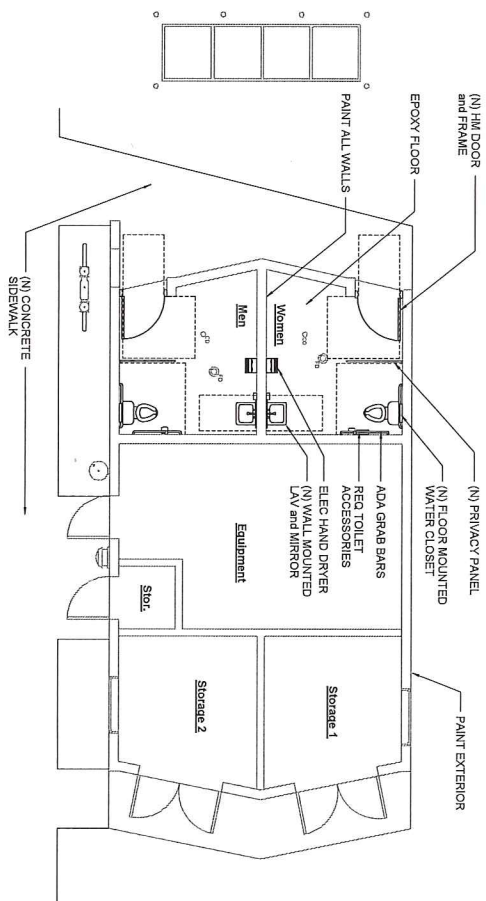 (N) HM DOOR
and FRAME
EPOXY FLOOR
PAINT ALL WALLS
(N) CONCRETE
SIDEWALK
(N) PRIVACY PANEL
(N) FLOOR MOUNTED
WATER CLOSET
ADA GRAB BARS
REQ TOILET
ACCESSORIES
ELEC HAND DRYER
(N) WALL MOUNTED
LAV and MIRROR
PAINT EXTERIOR
Women
Men
Equipment
Stor.
Storage 1
Storage 2